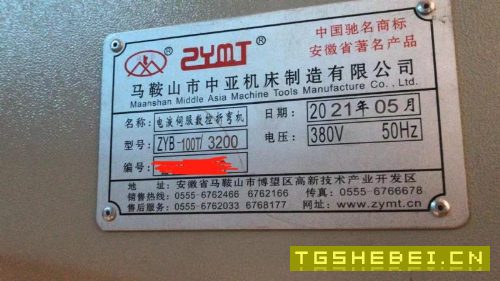 ZYMT
中国驰名商标
安徽省著名产品
马鞍山市中亚机床制造有限公司
Maanshan Middle Asia Machine Tools Manufacture Co., Ltd.
名称: 电液伺服数控折弯机 日期: 2021年05月
型号: ZYB-100T/3200 电压: 380V 50Hz
编号:
地 址: 安徽省马鞍山市博望区高新技术产业开发区
销售热线: 0555-6762466 6762166 传真: 0555-6766678
售后服务: 0555-6762033 6768177 网址: www.zymt.cn
TGSHEBEI.CN